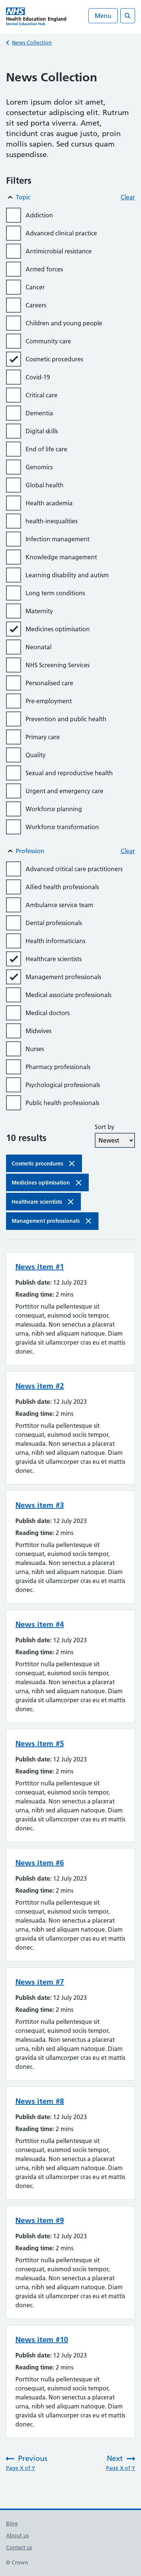 NHS
Health Education England
Dental Education Hub
Menu
News Collection
News Collection
Lorem ipsum dolor sit amet,
consectetur adipiscing elit. Rutrum
sit duis porta viverra. Amet,
tincidunt cras augue justo, proin
mollis sapien. Cum semper
suspendisse.
Filters
Topic Clear
Addiction
Advanced clinical practice
Antimicrobial resistance
Armed forces
Cancer
Careers
Children and young people
Community care
Cosmetic procedures
Covid-19
Critical care
Dementia
Digital skills
End of life care
Genomics
Global health
Health academia
health-inequalities
Infection management
Knowledge management
Learning disability and autism
Long term conditions
Maternity
Medicines optimisation
Neonatal
NHS Screening Services
Personalised care
Pre-employment
Prevention and public health
Primary care
Quality
Sexual and reproductive health
Urgent and emergency care
Workforce planning
Workforce transformation
Profession Clear
Advanced critical care practitioners
Allied health professionals
Ambulance service team
Dental professionals
Health informaticians
Healthcare scientists
Management professionals
Medical associate professionals
Medical doctors
Midwives
Nurses
Pharmacy professionals
Psychological professionals
Public health professionals
10 results
Sort by
Newest
Cosmetic procedures
Medicines optimisation
Healthcare scientists
Management professionals
News item #1
Publish date: 12 July 2023
Reading time: 2 mins
Porttitor nulla pellentesque sit
consequat, euismod sociis tempor,
malesuada. Non senectus a placerat
urna, nibh sed aliquam natoque. Diam
gravida sit ullamcorper cras eu et mattis
donec.
News item #2
Publish date: 12 July 2023
Reading time: 2 mins
Porttitor nulla pellentesque sit
consequat, euismod sociis tempor,
malesuada. Non senectus a placerat
urna, nibh sed aliquam natoque. Diam
gravida sit ullamcorper cras eu et mattis
donec.
News item #3
Publish date: 12 July 2023
Reading time: 2 mins
Porttitor nulla pellentesque sit
consequat, euismod sociis tempor,
malesuada. Non senectus a placerat
urna, nibh sed aliquam natoque. Diam
gravida sit ullamcorper cras eu et mattis
donec.
News item #4
Publish date: 12 July 2023
Reading time: 2 mins
Porttitor nulla pellentesque sit
consequat, euismod sociis tempor,
malesuada. Non senectus a placerat
urna, nibh sed aliquam natoque. Diam
gravida sit ullamcorper cras eu et mattis
donec.
News item #5
Publish date: 12 July 2023
Reading time: 2 mins
Porttitor nulla pellentesque sit
consequat, euismod sociis tempor,
malesuada. Non senectus a placerat
urna, nibh sed aliquam natoque. Diam
gravida sit ullamcorper cras eu et mattis
donec.
News item #6
Publish date: 12 July 2023
Reading time: 2 mins
Porttitor nulla pellentesque sit
consequat, euismod sociis tempor,
malesuada. Non senectus a placerat
urna, nibh sed aliquam natoque. Diam
gravida sit ullamcorper cras eu et mattis
donec.
News item #7
Publish date: 12 July 2023
Reading time: 2 mins
Porttitor nulla pellentesque sit
consequat, euismod sociis tempor,
malesuada. Non senectus a placerat
urna, nibh sed aliquam natoque. Diam
gravida sit ullamcorper cras eu et mattis
donec.
News item #8
Publish date: 12 July 2023
Reading time: 2 mins
Porttitor nulla pellentesque sit
consequat, euismod sociis tempor,
malesuada. Non senectus a placerat
urna, nibh sed aliquam natoque. Diam
gravida sit ullamcorper cras eu et mattis
donec.
News item #9
Publish date: 12 July 2023
Reading time: 2 mins
Porttitor nulla pellentesque sit
consequat, euismod sociis tempor,
malesuada. Non senectus a placerat
urna, nibh sed aliquam natoque. Diam
gravida sit ullamcorper cras eu et mattis
donec.
News item #10
Publish date: 12 July 2023
Reading time: 2 mins
Porttitor nulla pellentesque sit
consequat, euismod sociis tempor,
malesuada. Non senectus a placerat
urna, nibh sed aliquam natoque. Diam
gravida sit ullamcorper cras eu et mattis
donec.
Previous Next
Page X of Y Page X of Y
Blog
About us
Contact us
© Crown